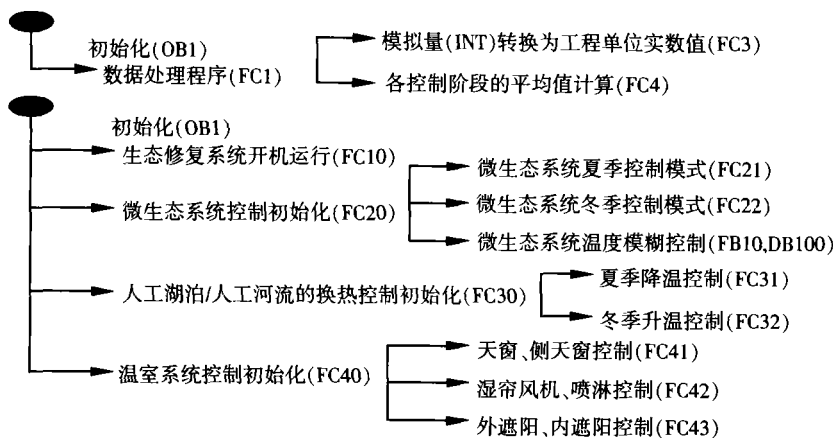 初始化(OB1)
数据处理程序(FC1)
模拟量(INT)转换为工程单位实数值(FC3)
各控制阶段的平均值计算(FC4)
初始化(OB1)
生态修复系统开机运行(FC10)
微生态系统控制初始化(FC20)
微生态系统夏季控制模式(FC21)
微生态系统冬季控制模式(FC22)
微生态系统温度模糊控制(FB10,DB100)
人工湖泊/人工河流的换热控制初始化(FC30)
夏季降温控制(FC31)
冬季升温控制(FC32)
温室系统控制初始化(FC40)
天窗、侧天窗控制(FC41)
湿帘风机、喷淋控制(FC42)
外遮阳、内遮阳控制(FC43)